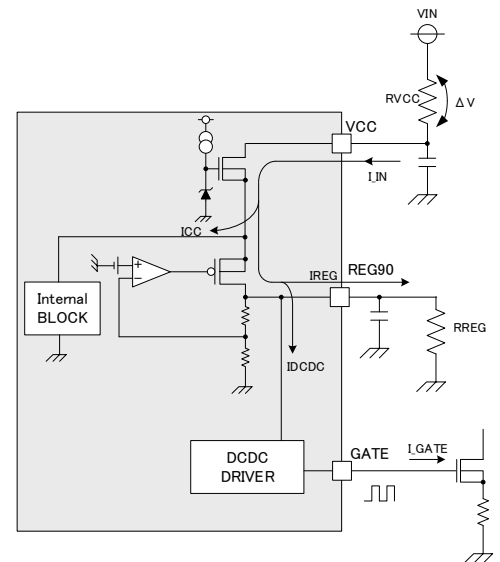 VIN
RVCC
ΔV
VCC
I_IN
ICC
IREG
REG90
+
-
Internal
BLOCK
RREG
IDCDC
DCDC
DRIVER
GATE
I_GATE